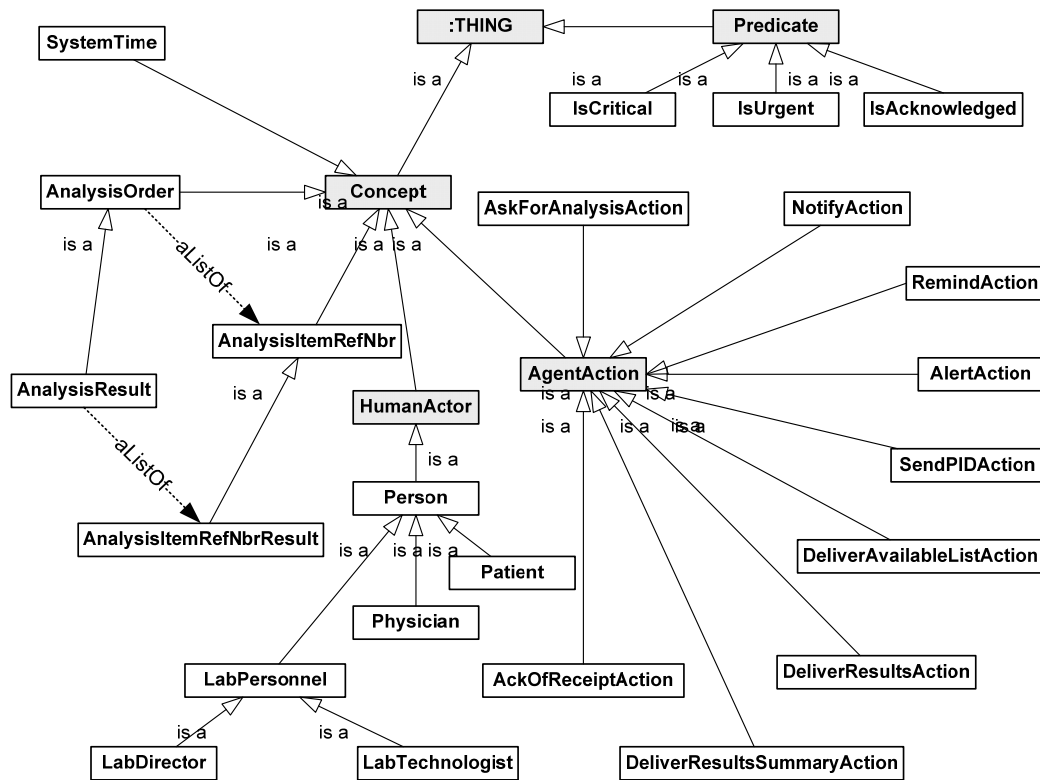 :THING
Predicate
SystemTime
is a
is a
is a
is a
is a
IsCritical
IsUrgent
IsAcknowledged
AnalysisOrder
Concept
is a
AskForAnalysisAction
NotifyAction
is a
is a
is a
is a
aListOf
RemindAction
AnalysisItemRefNbr
AnalysisResult
is a
HumanActor
AgentAction
AlertAction
is a
is a
is a
is a
is a
is a
aListOf
is a
SendPIDAction
Person
AnalysisItemRefNbrResult
is a
is a
is a
DeliverAvailableListAction
Patient
Physician
LabPersonnel
AckOfReceiptAction
DeliverResultsAction
is a
is a
LabDirector
LabTechnologist
DeliverResultsSummaryAction